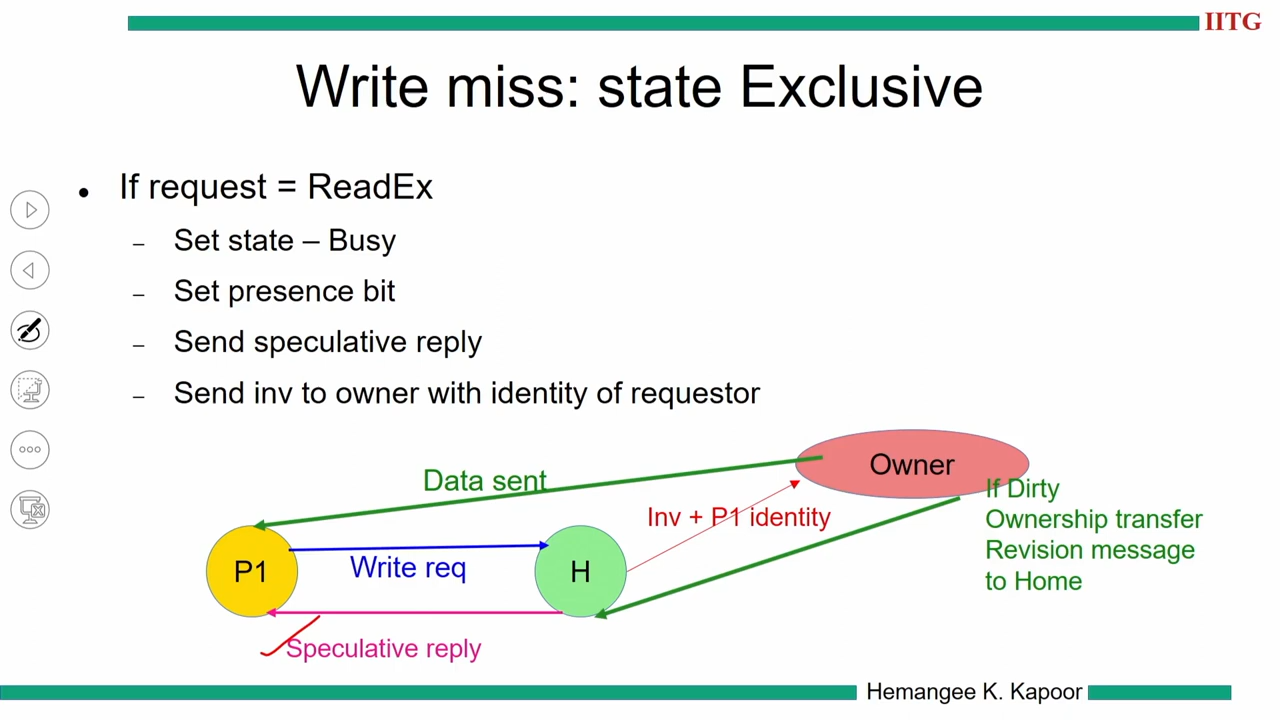 IITG
Write miss: state Exclusive
● If request = ReadEx
– Set state – Busy
– Set presence bit
– Send speculative reply
– Send inv to owner with identity of requestor
Owner
Data sent
If Dirty
Ownership transfer
Revision message
to Home
Inv + P1 identity
P1
Write req
H
Speculative reply
Hemangee K. Kapoor